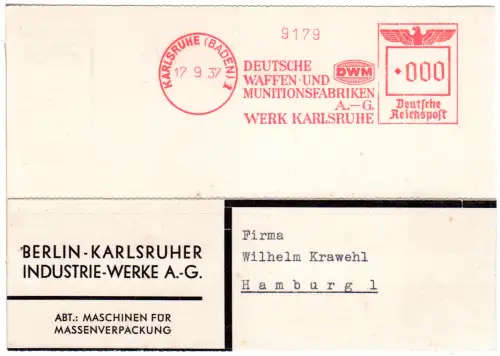 9179
KARLSRUHE (BADEN) 1
17 9 37
DEUTSCHE
WAFFEN- UND
MUNITIONSFABRIKEN
A.-G.
WERK KARLSRUHE
DWM
000
Deutsche
Reichspost
BERLIN-KARLSRUHER
INDUSTRIE-WERKE A.-G.
ABT.: MASCHINEN FÜR
MASSENVERPACKUNG
Firma
Wilhelm Krawehl
Hamburg 1